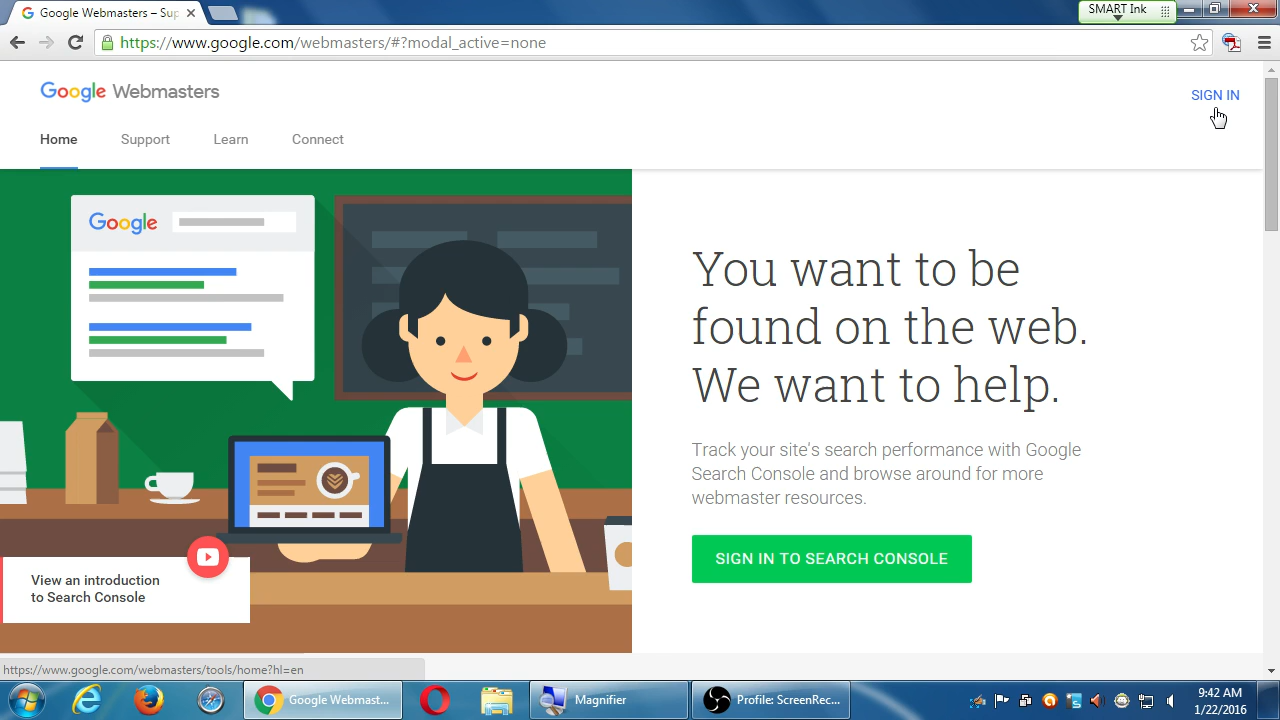 Google Webmasters – Sup
SMART Ink
https://www.google.com/webmasters/#?modal_active=none
Google Webmasters
SIGN IN
Home
Support
Learn
Connect
Google
You want to be
found on the web.
We want to help.
Track your site's search performance with Google
Search Console and browse around for more
webmaster resources.
SIGN IN TO SEARCH CONSOLE
View an introduction
to Search Console
https://www.google.com/webmasters/tools/home?hl=en
Google Webmast...
Magnifier
Profile: ScreenRec...
9:42 AM
1/22/2016